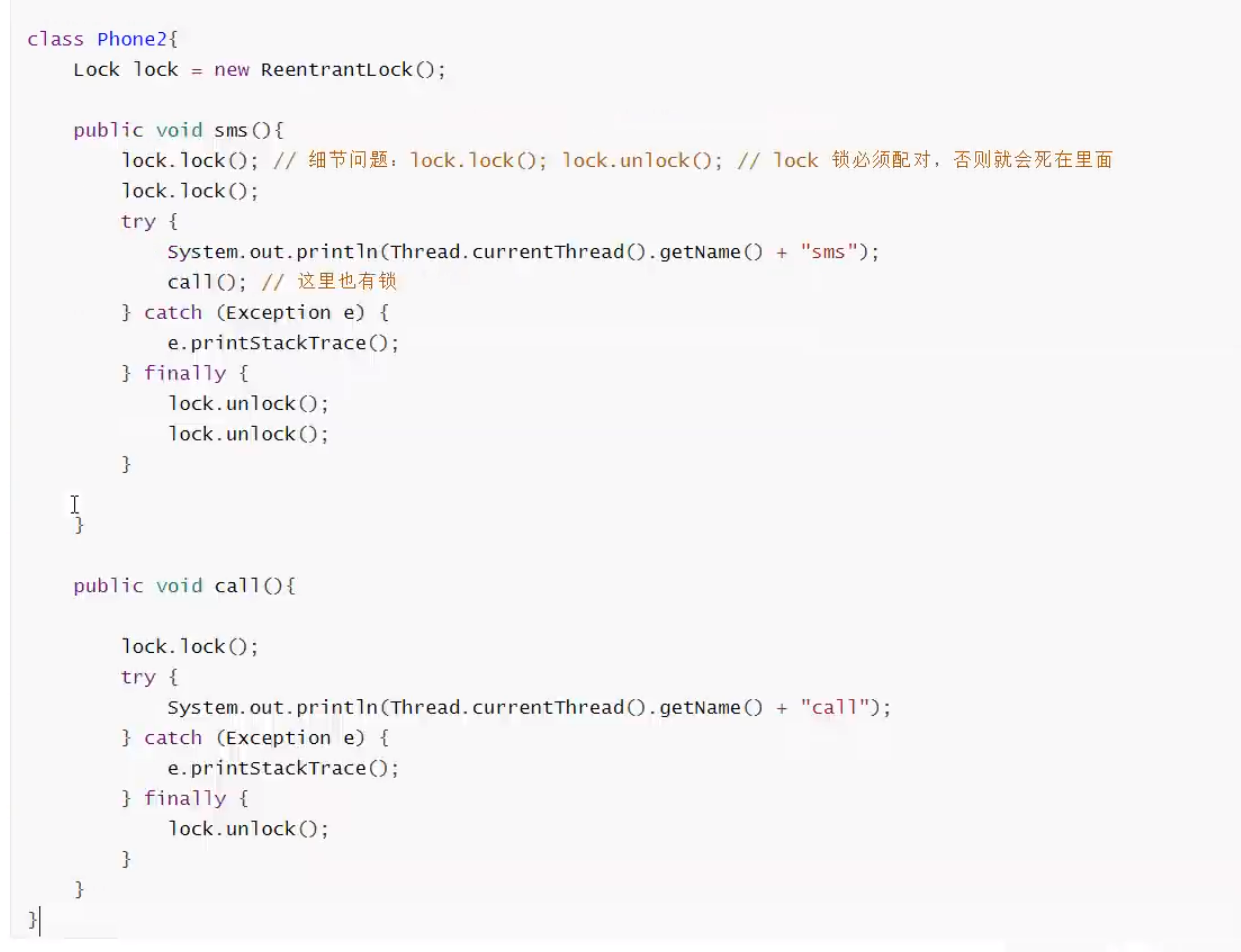 class Phone2{
Lock lock = new ReentrantLock();
public void sms(){
lock.lock(); // 细节问题：lock.lock(); lock.unlock(); // lock 锁必须配对，否则就会死在里面
lock.lock();
try {
System.out.println(Thread.currentThread().getName() + "sms");
call(); // 这里也有锁
} catch (Exception e) {
e.printStackTrace();
} finally {
lock.unlock();
lock.unlock();
}
}
public void call(){
lock.lock();
try {
System.out.println(Thread.currentThread().getName() + "call");
} catch (Exception e) {
e.printStackTrace();
} finally {
lock.unlock();
}
}
}